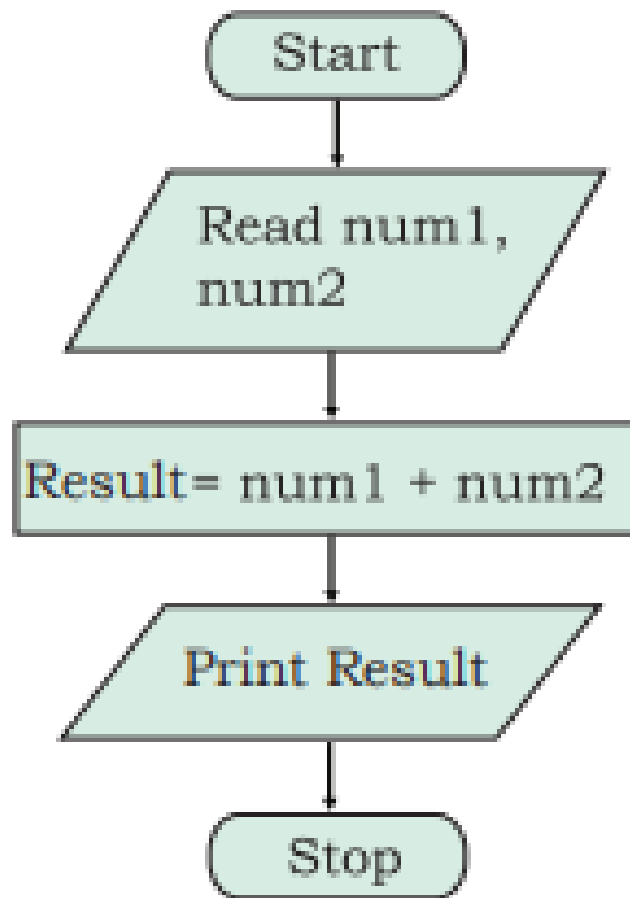 Start
Read num1,
num2
Result= num1 + num2
Print Result
Stop